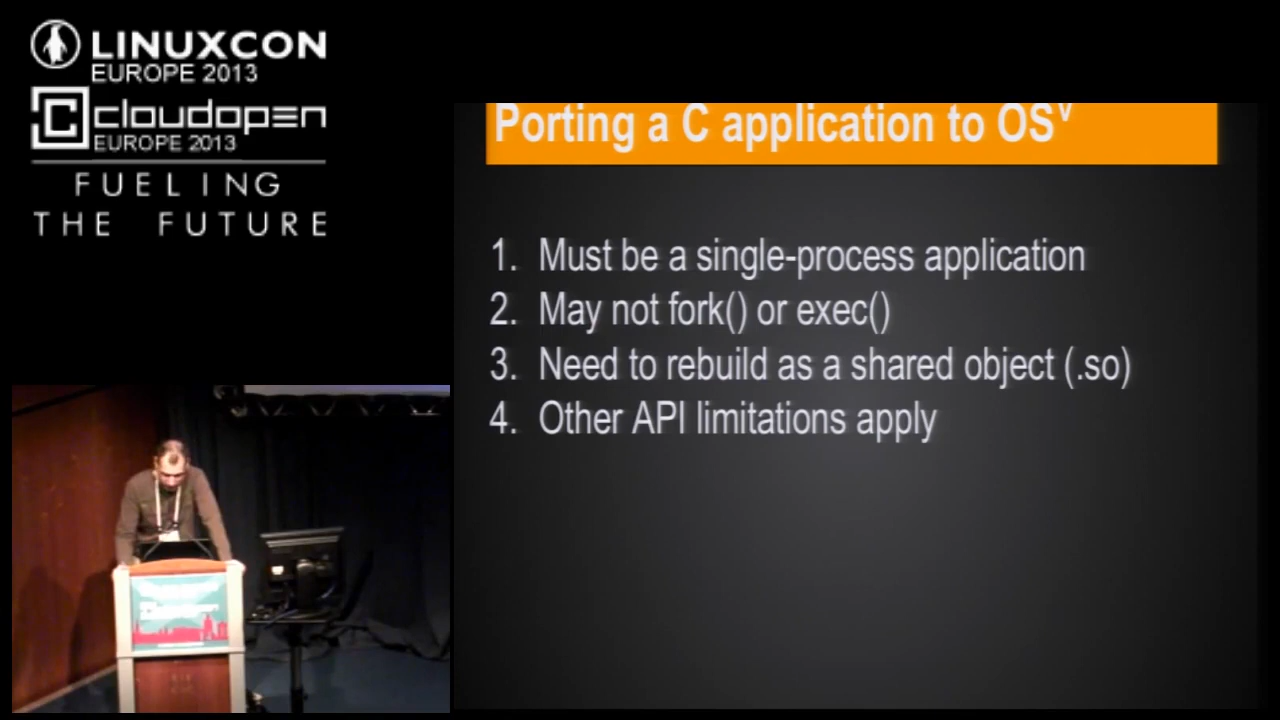 LINUXCON
EUROPE 2013
cloudopen
EUROPE 2013
FUELING
THE FUTURE
Porting a C application to OSᵛ
1. Must be a single-process application
2. May not fork() or exec()
3. Need to rebuild as a shared object (.so)
4. Other API limitations apply